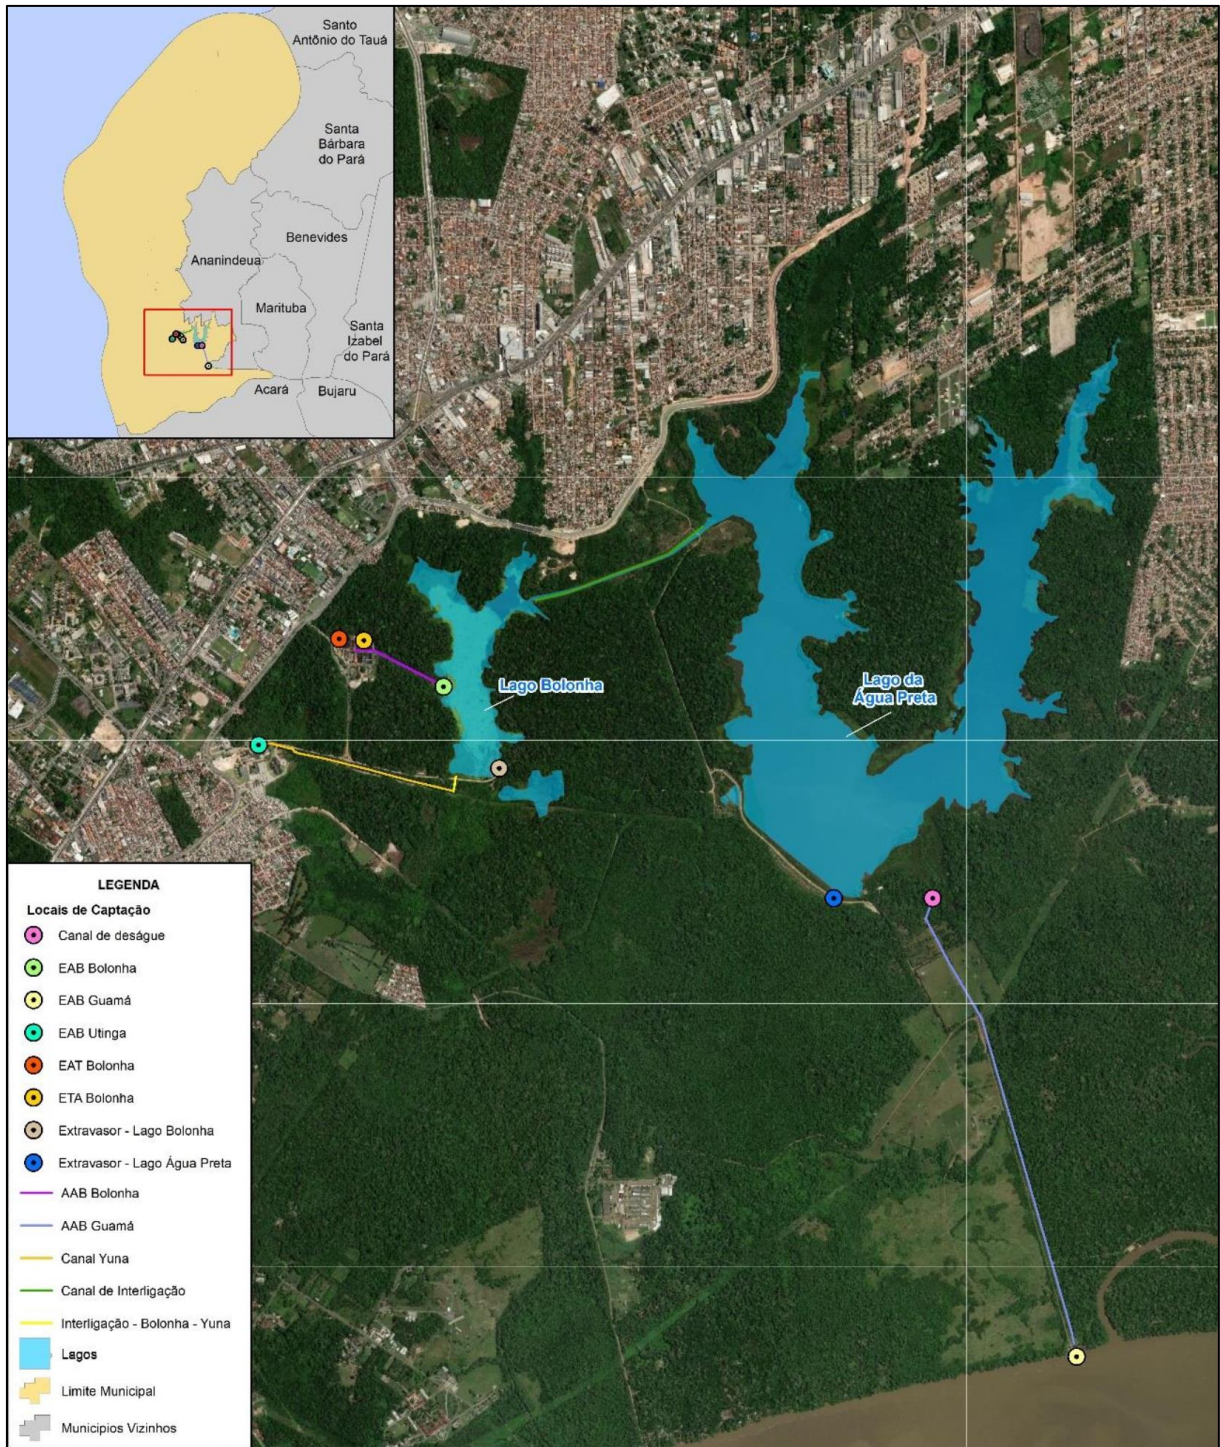 Santo
Antônio do Tauá
Santa
Bárbara
do Pará
Benevides
Ananindeua
Marituba
Santa
Izabel
do Pará
Acará
Bujaru
Lago Bolonha
Lago da
Água Preta
LEGENDA
Locais de Captação
Canal de deságue
EAB Bolonha
EAB Guamá
EAB Utinga
EAT Bolonha
ETA Bolonha
Extravasor - Lago Bolonha
Extravasor - Lago Água Preta
AAB Bolonha
AAB Guamá
Canal Yuna
Canal de Interligação
Interligação - Bolonha - Yuna
Lagos
Limite Municipal
Municipios Vizinhos